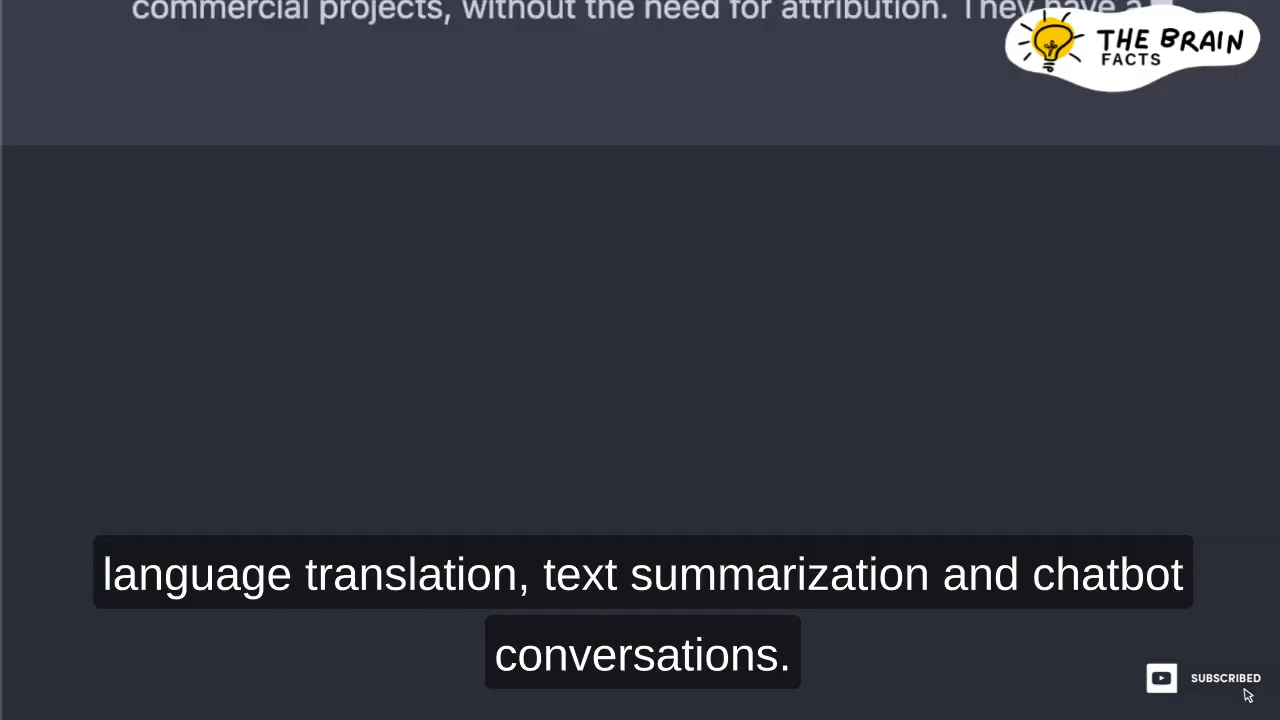 commercial projects, without the need for attribution. They have a
THE BRAIN
FACTS
language translation, text summarization and chatbot
conversations.
SUBSCRIBED